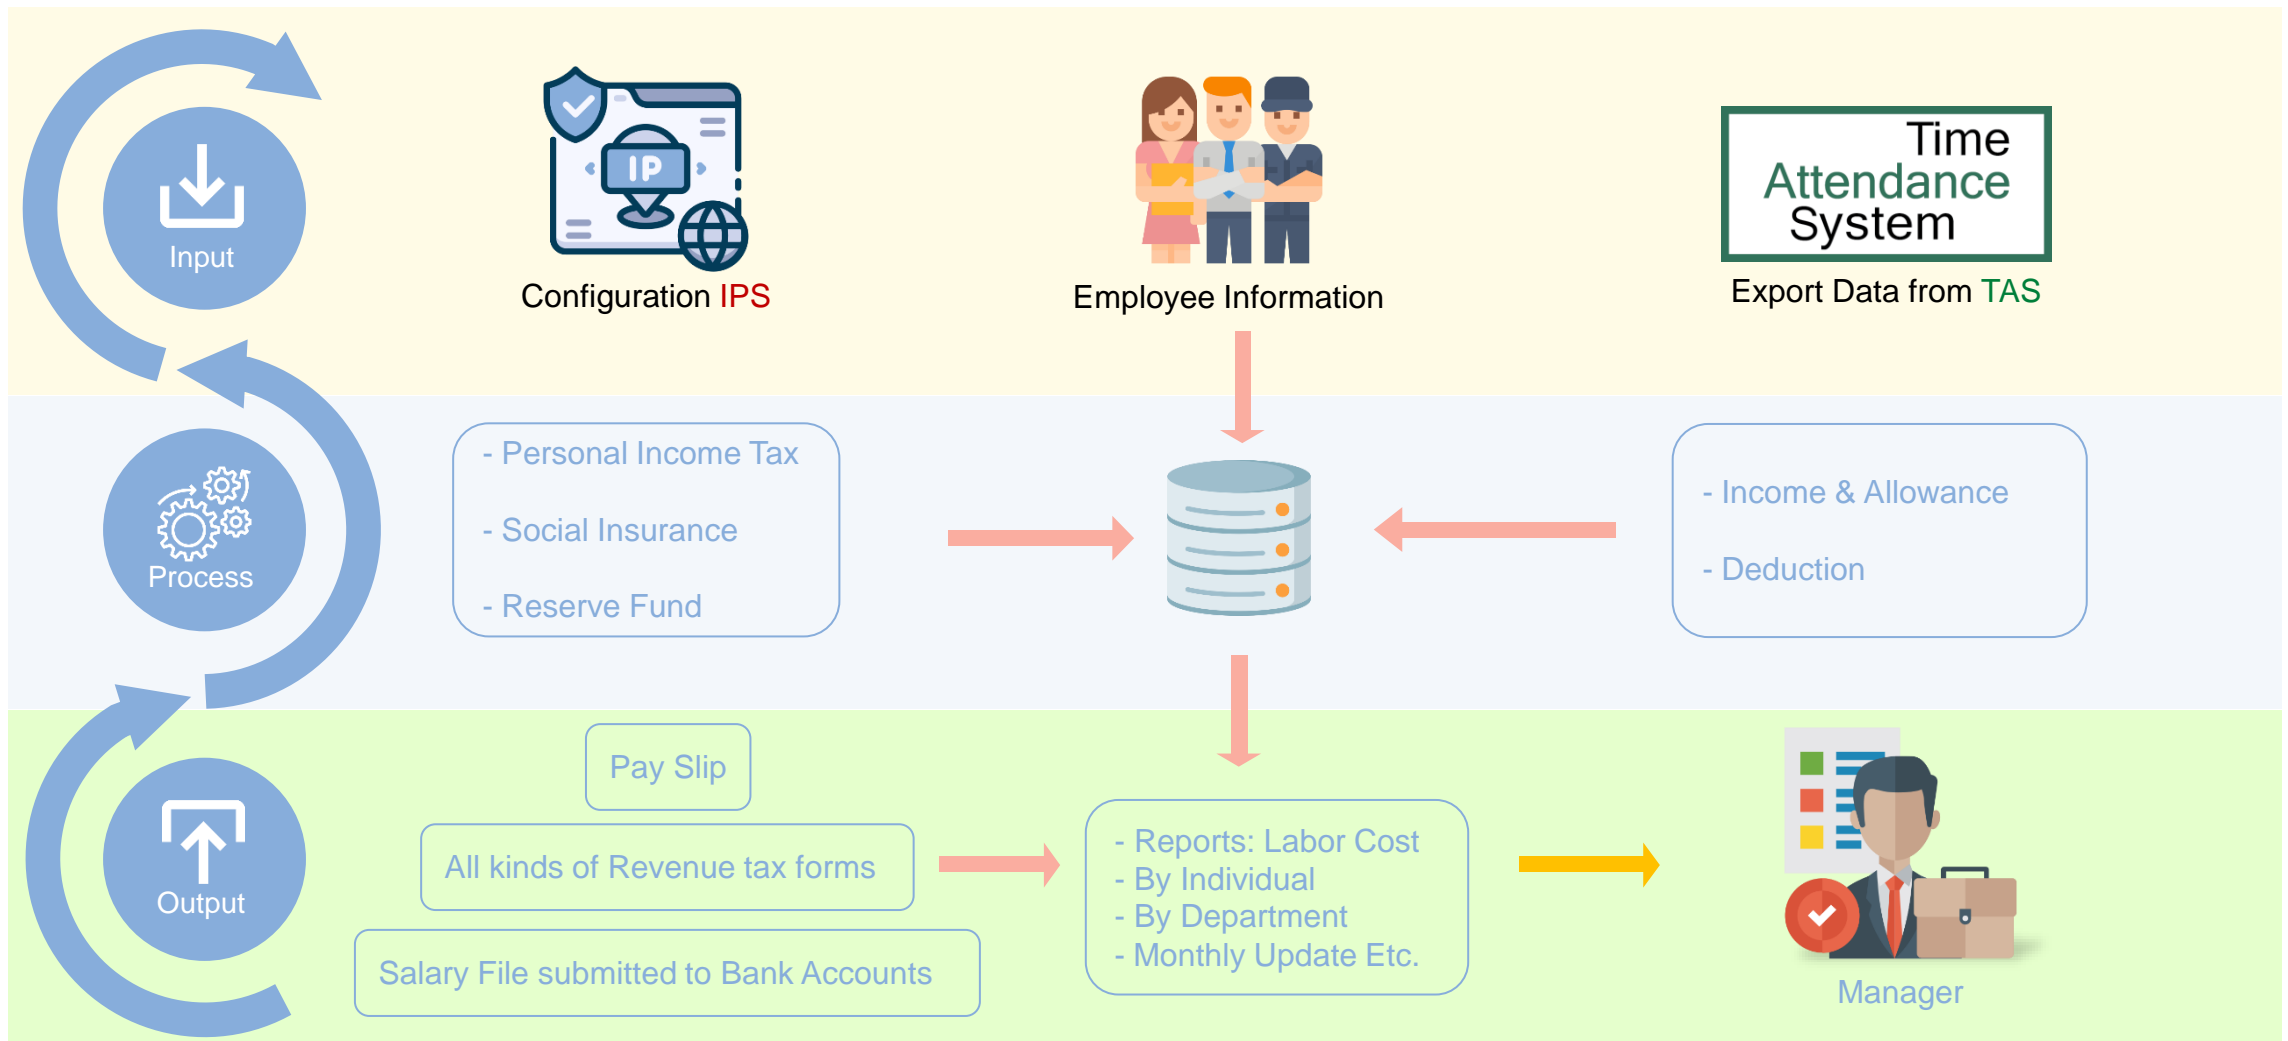 Input
IP
Configuration IPS
Employee Information
Time
Attendance
System
Export Data from TAS
Process
- Personal Income Tax
- Social Insurance
- Reserve Fund
- Income & Allowance
- Deduction
Output
Pay Slip
All kinds of Revenue tax forms
Salary File submitted to Bank Accounts
- Reports: Labor Cost
- By Individual
- By Department
- Monthly Update Etc.
Manager